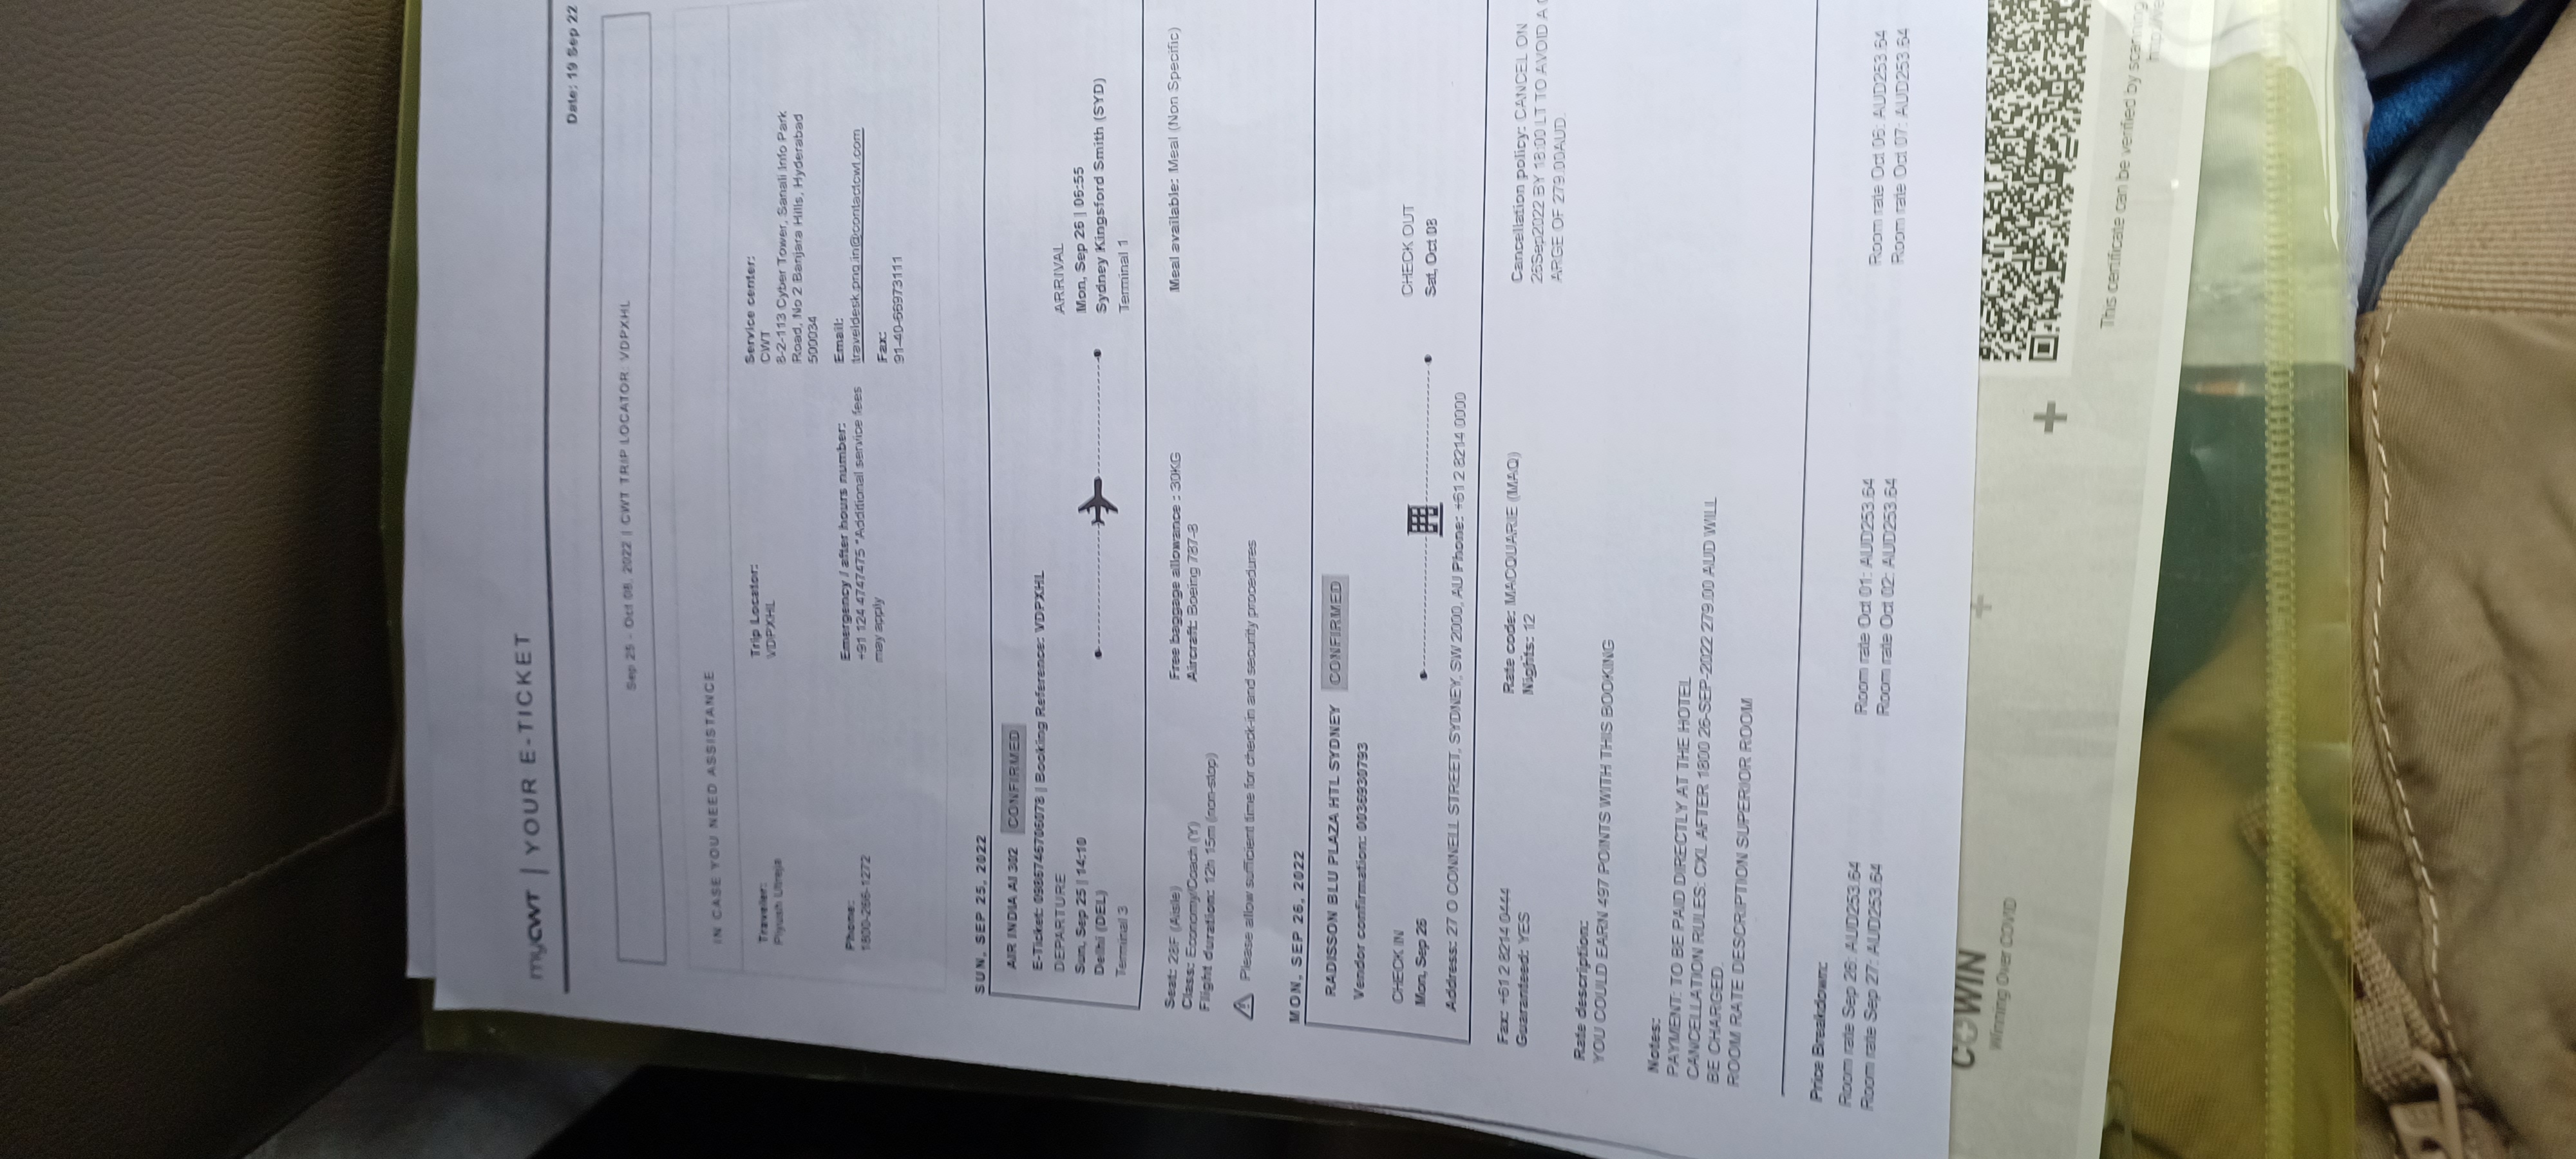 myCWT | YOUR E-TICKET
Date: 19 Sep 22
Sep 25 - Oct 08, 2022 | CWT TRIP LOCATOR: VDPXHL
IN CASE YOU NEED ASSISTANCE
Traveler:
Piyush Utreja
Trip Locator:
VDPXHL
Service center:
CWT
8-2-113 Cyber Tower, Sanali Info Park
Road, No 2 Banjara Hills, Hyderabad
500034
Phone:
1800-266-1272
Emergency / after hours number:
+91 124 4747475 *Additional service fees
may apply
Email:
traveldesk.png.in@contactcwt.com
Fax:
91-40-66973111
SUN, SEP 25, 2022
AIR INDIA AI 302 CONFIRMED
E-Ticket: 0986746706078 | Booking Reference: VDPXHL
DEPARTURE
Sun, Sep 25 | 14:10
Delhi (DEL)
Terminal 3
ARRIVAL
Mon, Sep 26 | 06:55
Sydney Kingsford Smith (SYD)
Terminal 1
Seat: 28F (Aisle)
Class: Economy/Coach (Y)
Flight duration: 12h 15m (non-stop)
Free baggage allowance : 30KG
Aircraft: Boeing 787-8
Meal available: Meal (Non Specific)
Please allow sufficient time for check-in and security procedures
MON, SEP 26, 2022
RADISSON BLU PLAZA HTL SYDNEY CONFIRMED
Vendor confirmation: 0036930793
CHECK IN
Mon, Sep 26
CHECK OUT
Sat, Oct 08
Address: 27 O CONNELL STREET, SYDNEY, SW 2000, AU Phone: +61 2 8214 0000
Fax: +61 2 8214 0444
Guaranteed: YES
Rate code: MACQUARIE (MAQ)
Nights: 12
Cancellation policy: CANCEL ON
26Sep2022 BY 18:00 LT TO AVOID A
ARGE OF 279.00AUD.
Rate description:
YOU COULD EARN 497 POINTS WITH THIS BOOKING
Notes:
PAYMENT: TO BE PAID DIRECTLY AT THE HOTEL
CANCELLATION RULES: CXL AFTER 1800 26-SEP-2022 279.00 AUD WILL
BE CHARGED.
ROOM RATE DESCRIPTION SUPERIOR ROOM
Price Breakdown:
Room rate Sep 26: AUD253.64
Room rate Sep 27: AUD253.64
Room rate Oct 01: AUD253.64
Room rate Oct 02: AUD253.64
Room rate Oct 06: AUD253.64
Room rate Oct 07: AUD253.64
COWIN
Winning Over COVID
This certificate can be verified by scanning